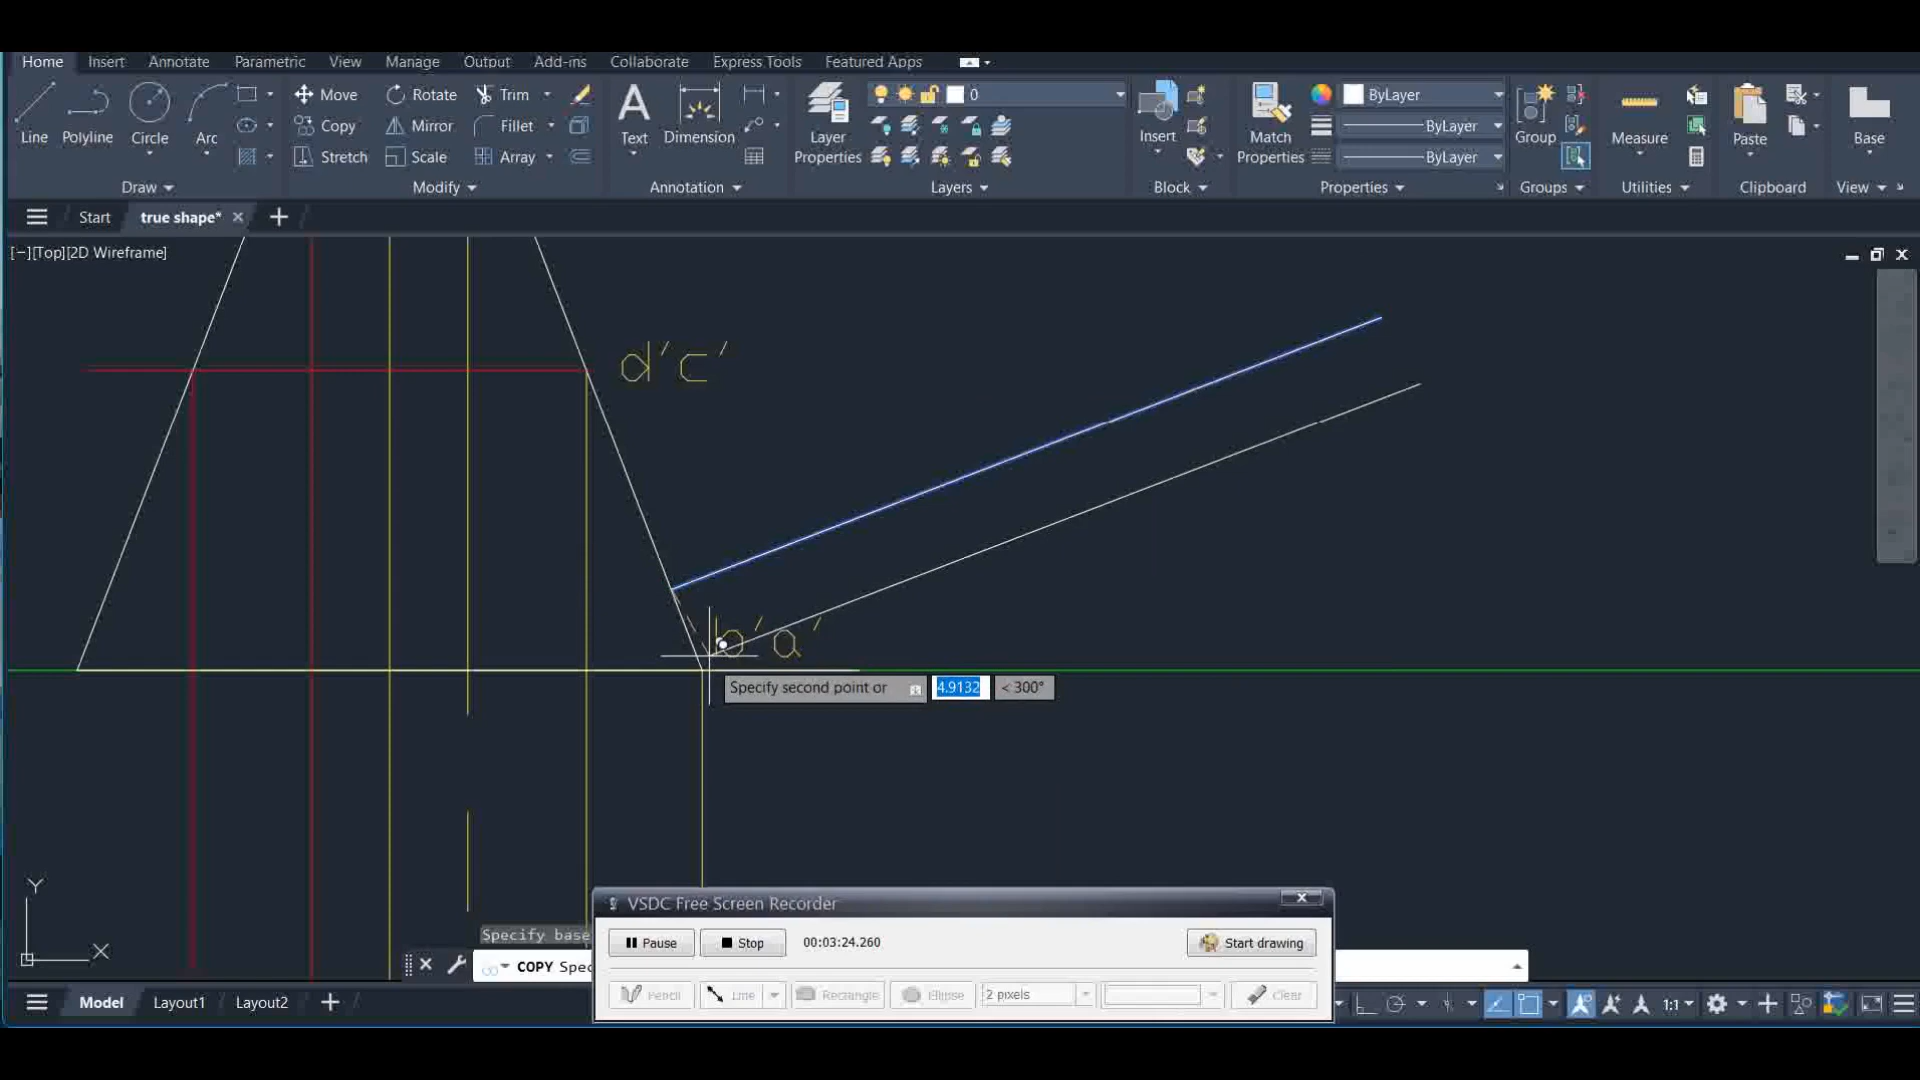 Home Insert Annotate Parametric View Manage Output Add-ins Collaborate Express Tools Featured Apps
Line Polyline Circle Arc
Move Rotate Trim
Copy Mirror Fillet
Stretch Scale Array
Text Dimension
Layer Properties
0
Insert
Match Properties
ByLayer
ByLayer
ByLayer
Group Measure Paste Base
Draw Modify Annotation Layers Block Properties Groups Utilities Clipboard View
Start true shape*
[−][Top][2D Wireframe]
d'c'
b'a'
Specify second point or 4.9132 < 300°
Y
X
Specify base
COPY Spec
VSDC Free Screen Recorder
Pause Stop 00:03:24.260 Start drawing
Pencil Line Rectangle Ellipse 2 pixels Clear
Model Layout1 Layout2 1:1